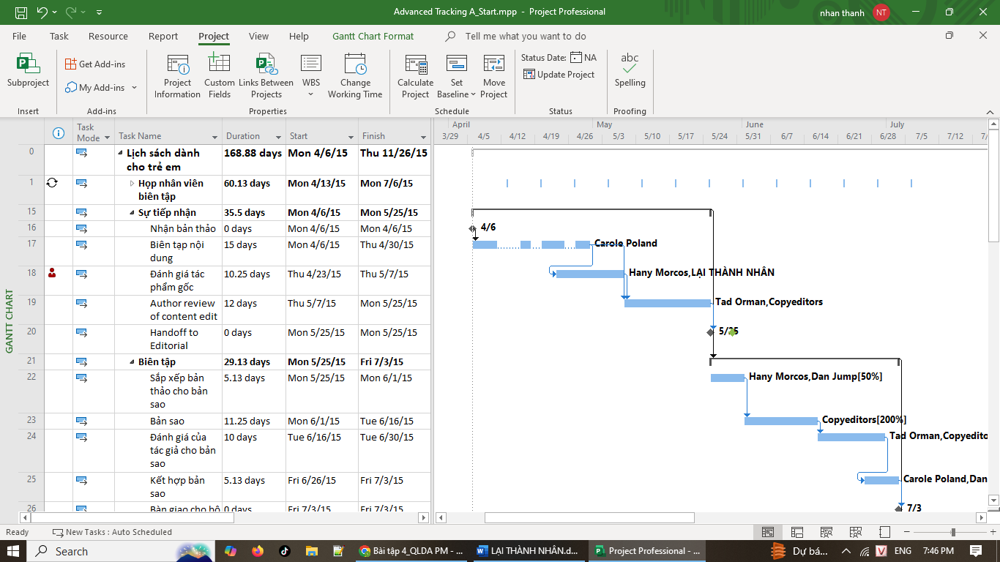 Advanced Tracking A_Start.mpp - Project Professional
nhan thanh NT
File Task Resource Report Project View Help Gantt Chart Format Tell me what you want to do
Subproject
Insert
Get Add-ins
My Add-ins
Add-ins
Project Information
Custom Fields
Links Between Projects
WBS
Change Working Time
Properties
Calculate Project
Set Baseline
Move Project
Schedule
Status Date: NA
Update Project
Status
abc
Spelling
Proofing
Task Mode Task Name Duration Start Finish
April May June July
3/29 4/5 4/12 4/19 4/26 5/3 5/10 5/17 5/24 5/31 6/7 6/14 6/21 6/28 7/5 7/12
GANTT CHART
0 Lịch sách dành cho trẻ em 168.88 days Mon 4/6/15 Thu 11/26/15
1 Họp nhân viên biên tập 60.13 days Mon 4/13/15 Mon 7/6/15
15 Sự tiếp nhận 35.5 days Mon 4/6/15 Mon 5/25/15
16 Nhận bản thảo 0 days Mon 4/6/15 Mon 4/6/15
4/6
17 Biên tạp nội dung 15 days Mon 4/6/15 Thu 4/30/15
Carole Poland
18 Đánh giá tác phẩm gốc 10.25 days Thu 4/23/15 Thu 5/7/15
Hany Morcos,LẠI THÀNH NHÂN
19 Author review of content edit 12 days Thu 5/7/15 Mon 5/25/15
Tad Orman,Copyeditors
20 Handoff to Editorial 0 days Mon 5/25/15 Mon 5/25/15
5/25
21 Biên tập 29.13 days Mon 5/25/15 Fri 7/3/15
22 Sắp xếp bản thảo cho bản sao 5.13 days Mon 5/25/15 Mon 6/1/15
Hany Morcos,Dan Jump[50%]
23 Bản sao 11.25 days Mon 6/1/15 Tue 6/16/15
Copyeditors[200%]
24 Đánh giá của tác giả cho bản sao 10 days Tue 6/16/15 Tue 6/30/15
Tad Orman,Copyedito
25 Kết hợp bản sao 5.13 days Fri 6/26/15 Fri 7/3/15
Carole Poland,Dan
26 Bàn giao cho bộ 0 days Fri 7/3/15 Fri 7/3/15
7/3
Ready New Tasks : Auto Scheduled
Search
Bài tập 4_QLDA PM - ...
LẠI THÀNH NHÂN.d...
Project Professional - ...
Dự bá... V ENG 7:46 PM